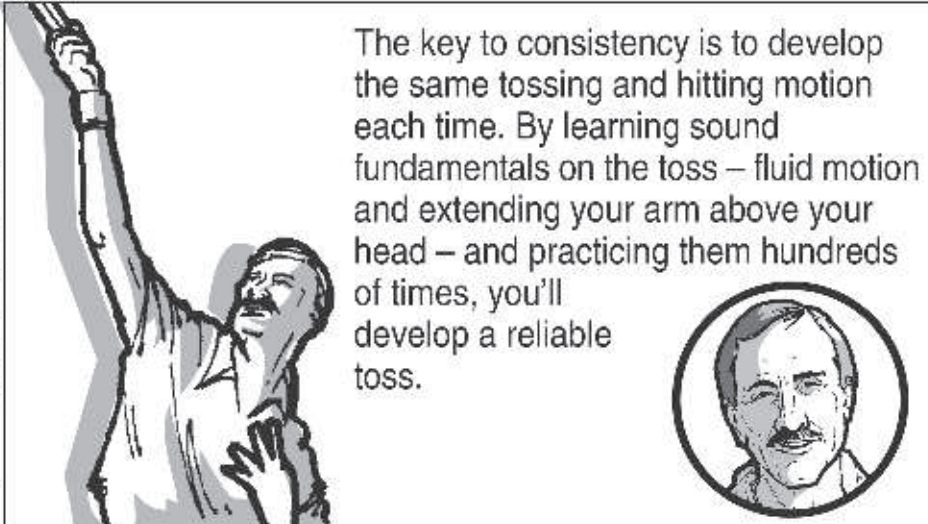 The key to consistency is to develop
the same tossing and hitting motion
each time. By learning sound
fundamentals on the toss – fluid motion
and extending your arm above your
head – and practicing them hundreds
of times, you'll
develop a reliable
toss.